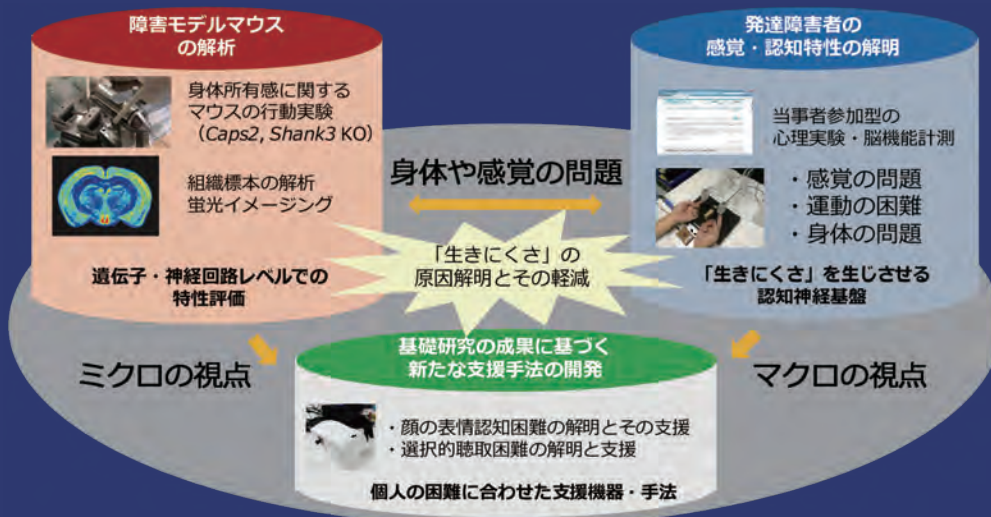 障害モデルマウス
の解析
身体所有感に関する
マウスの行動実験
（Caps2, Shank3 KO）
組織標本の解析
蛍光イメージング
遺伝子・神経回路レベルでの
特性評価
発達障害者の
感覚・認知特性の解明
当事者参加型の
心理実験・脳機能計測
・感覚の問題
・運動の困難
・身体の問題
「生きにくさ」を生じさせる
認知神経基盤
身体や感覚の問題
「生きにくさ」の
原因解明とその軽減
ミクロの視点
マクロの視点
基礎研究の成果に基づく
新たな支援手法の開発
・顔の表情認知困難の解明とその支援
・選択的聴取困難の解明と支援
個人の困難に合わせた支援機器・手法